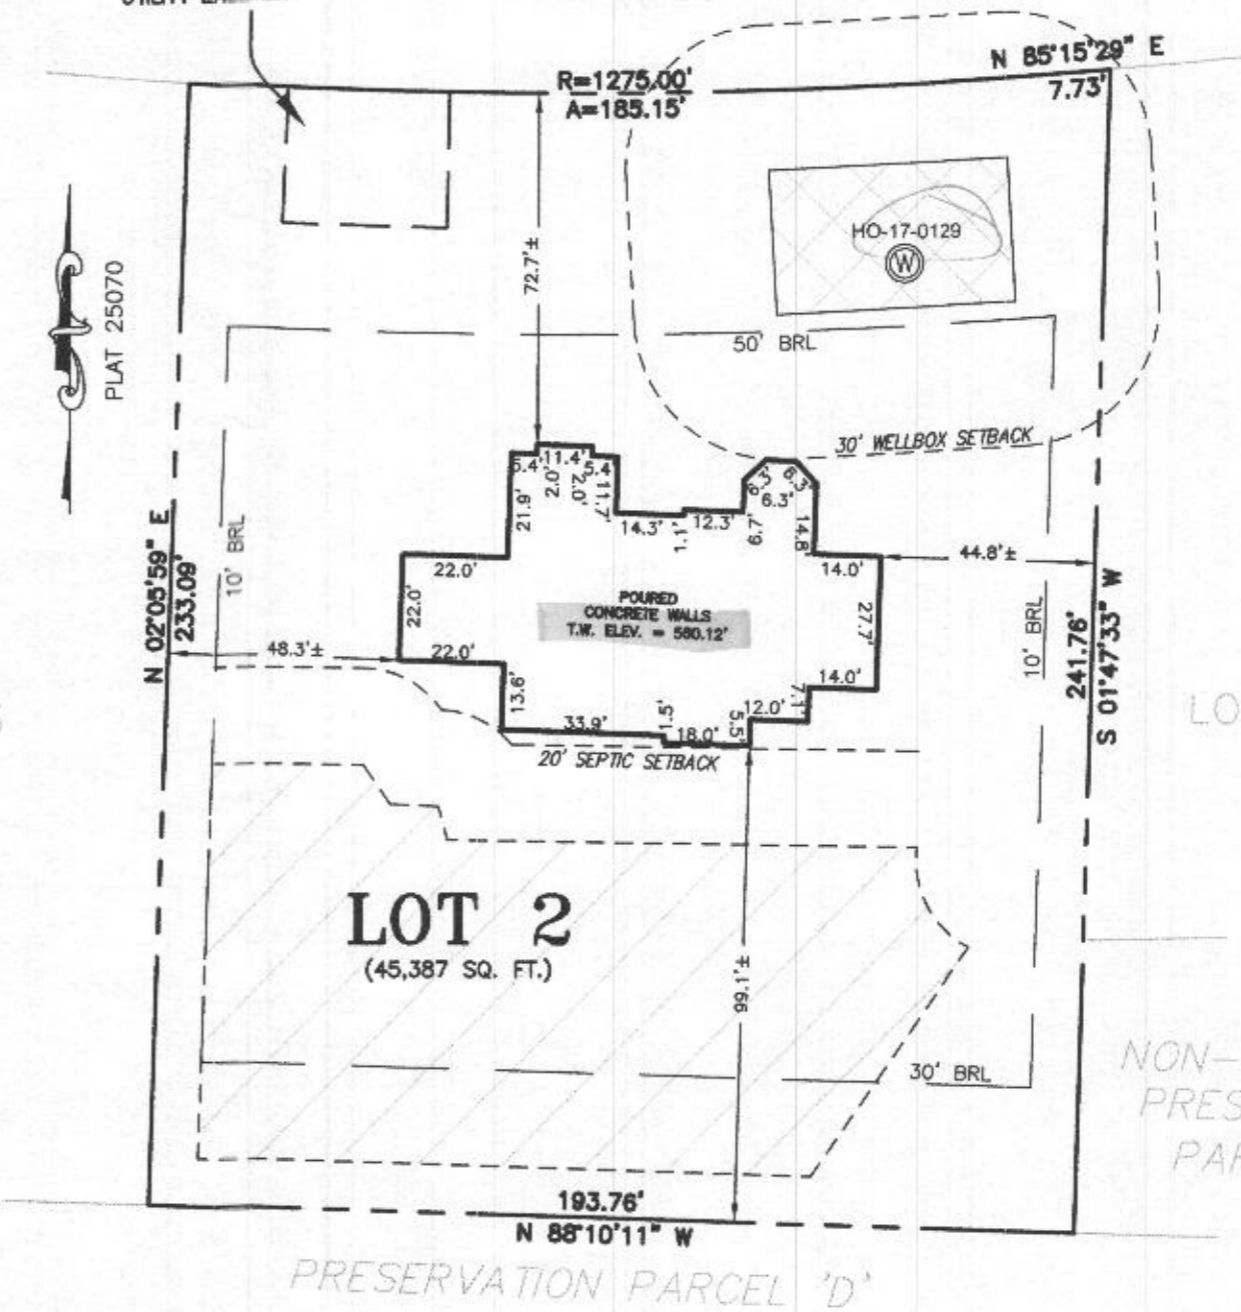 N 85°15'29" E
7.73'
R=1275.00'
A=185.15'
HO-17-0129
W
72.7'±
PLAT 25070
50' BRL
30' WELLBOX SETBACK
5.4'
11.4'
5.4'
2.0'
2.0'
11.7'
21.9'
14.3'
1.1'
12.3'
7.9'
6.3'
6.3'
6.3'
14.8'
14.0'
44.8'±
22.0'
22.0'
22.0'
10' BRL
N 02°05'59" E
233.09'
POURED
CONCRETE WALLS
T.W. ELEV. = 560.12'
27.7'
10' BRL
241.76'
S 01°47'33" W
48.3'±
13.6'
33.9'
1.5'
18.0'
5.5'
12.0'
7.1'
14.0'
20' SEPTIC SETBACK
LO
LOT 2
(45,387 SQ. FT.)
99.1'±
30' BRL
NON-
PRES
PAR
193.76'
N 88°10'11" W
PRESERVATION PARCEL 'D'